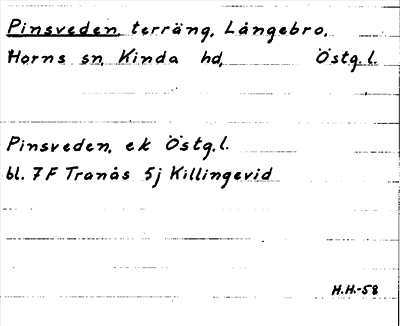 Pinsveden, terräng, Långebro,
Horns sn, Kinda hd, Östg.l.
Pinsveden, ek Östg.l.
bl. 7F Tranås 5j Killingevid
H.H.-58